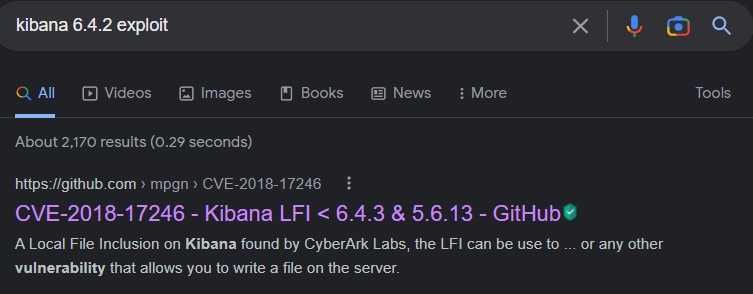 kibana 6.4.2 exploit
All Videos Images Books News More Tools
About 2,170 results (0.29 seconds)
https://github.com › mpgn › CVE-2018-17246
CVE-2018-17246 - Kibana LFI < 6.4.3 & 5.6.13 - GitHub
A Local File Inclusion on Kibana found by CyberArk Labs, the LFI can be use to ... or any other
vulnerability that allows you to write a file on the server.